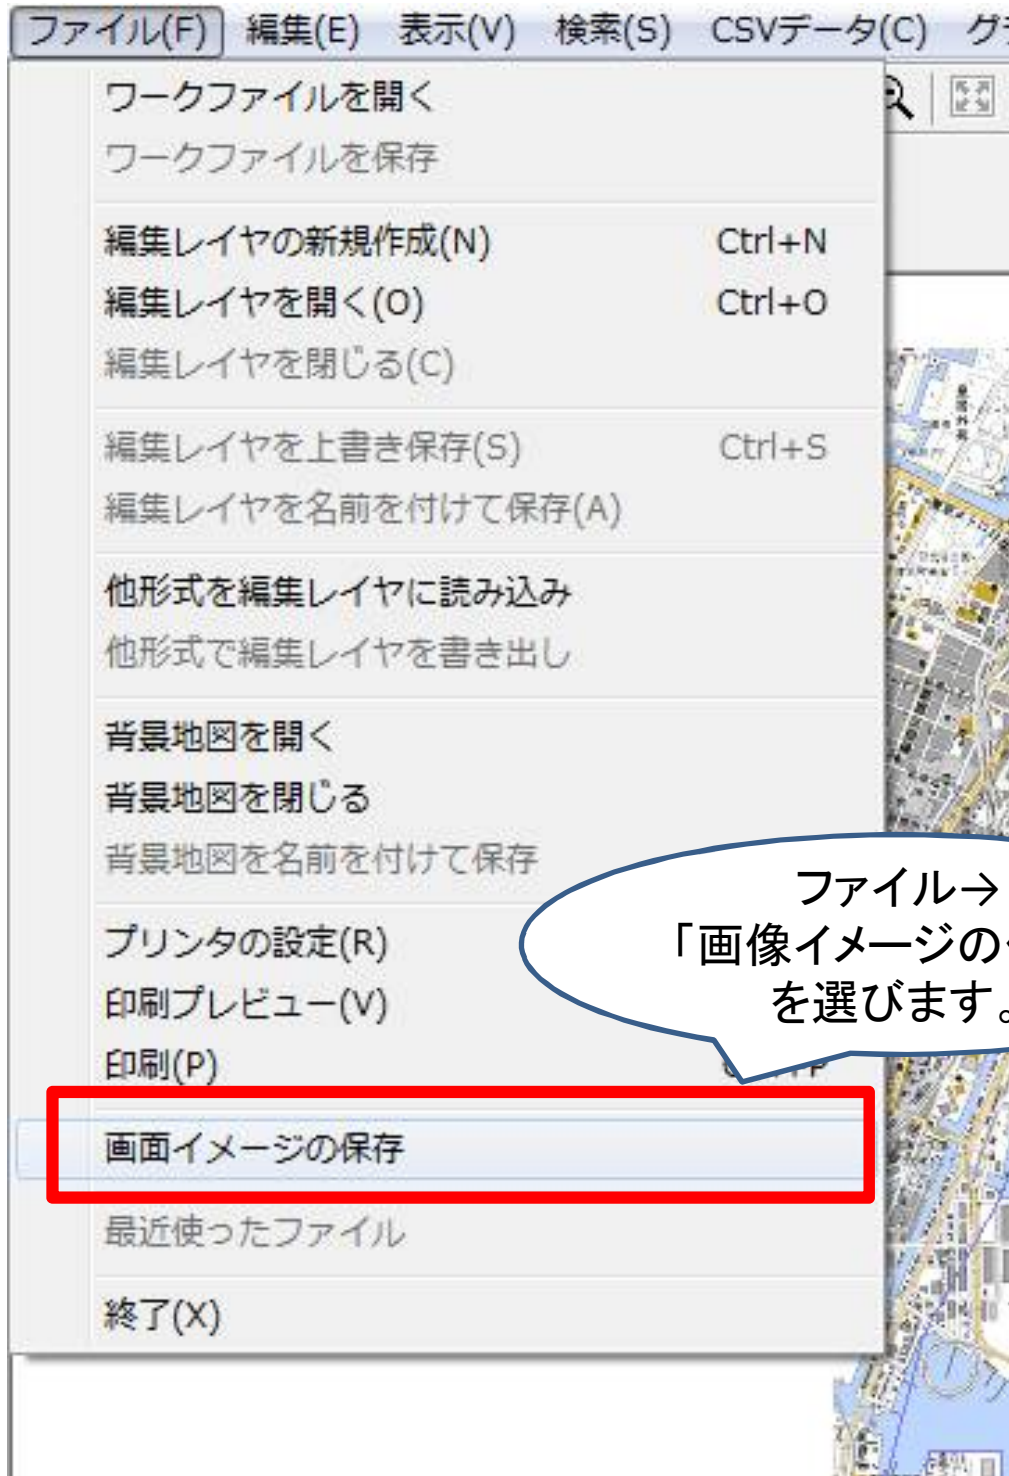 ファイル(F) 編集(E) 表示(V) 検索(S) CSVデータ(C) グ
ワークファイルを開く
ワークファイルを保存
編集レイヤの新規作成(N) Ctrl+N
編集レイヤを開く(O) Ctrl+O
編集レイヤを閉じる(C)
編集レイヤを上書き保存(S) Ctrl+S
編集レイヤを名前を付けて保存(A)
他形式を編集レイヤに読み込み
他形式で編集レイヤを書き出し
背景地図を開く
背景地図を閉じる
背景地図を名前を付けて保存
ファイル→
「画像イメージの
を選びます。
プリンタの設定(R)
印刷プレビュー(V)
印刷(P)
画面イメージの保存
最近使ったファイル
終了(X)